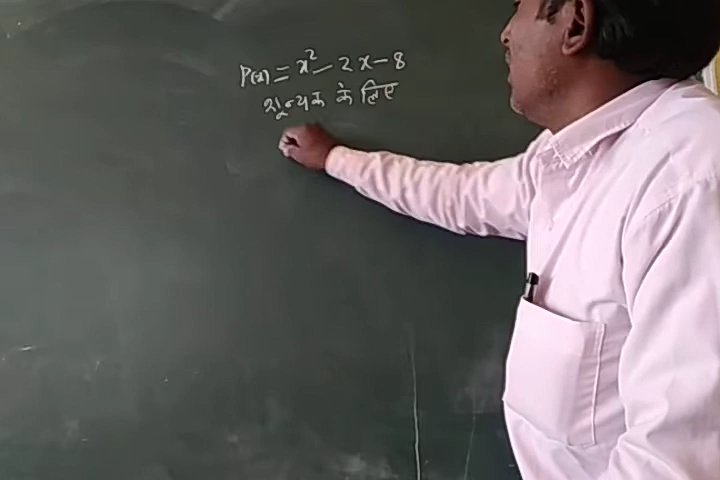 P(x) = x² - 2x - 8
शून्यक के लिए